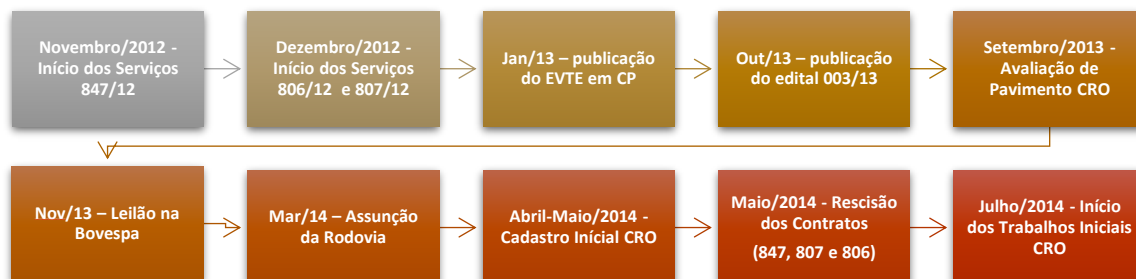 Novembro/2012 -
Início dos Serviços
847/12
Dezembro/2012 -
Início dos Serviços
806/12 e 807/12
Jan/13 – publicação
do EVTE em CP
Out/13 – publicação
do edital 003/13
Setembro/2013 -
Avaliação de
Pavimento CRO
Nov/13 – Leilão na
Bovespa
Mar/14 – Assunção
da Rodovia
Abril-Maio/2014 -
Cadastro Inícial CRO
Maio/2014 - Rescisão
dos Contratos
(847, 807 e 806)
Julho/2014 - Início
dos Trabalhos Iniciais
CRO